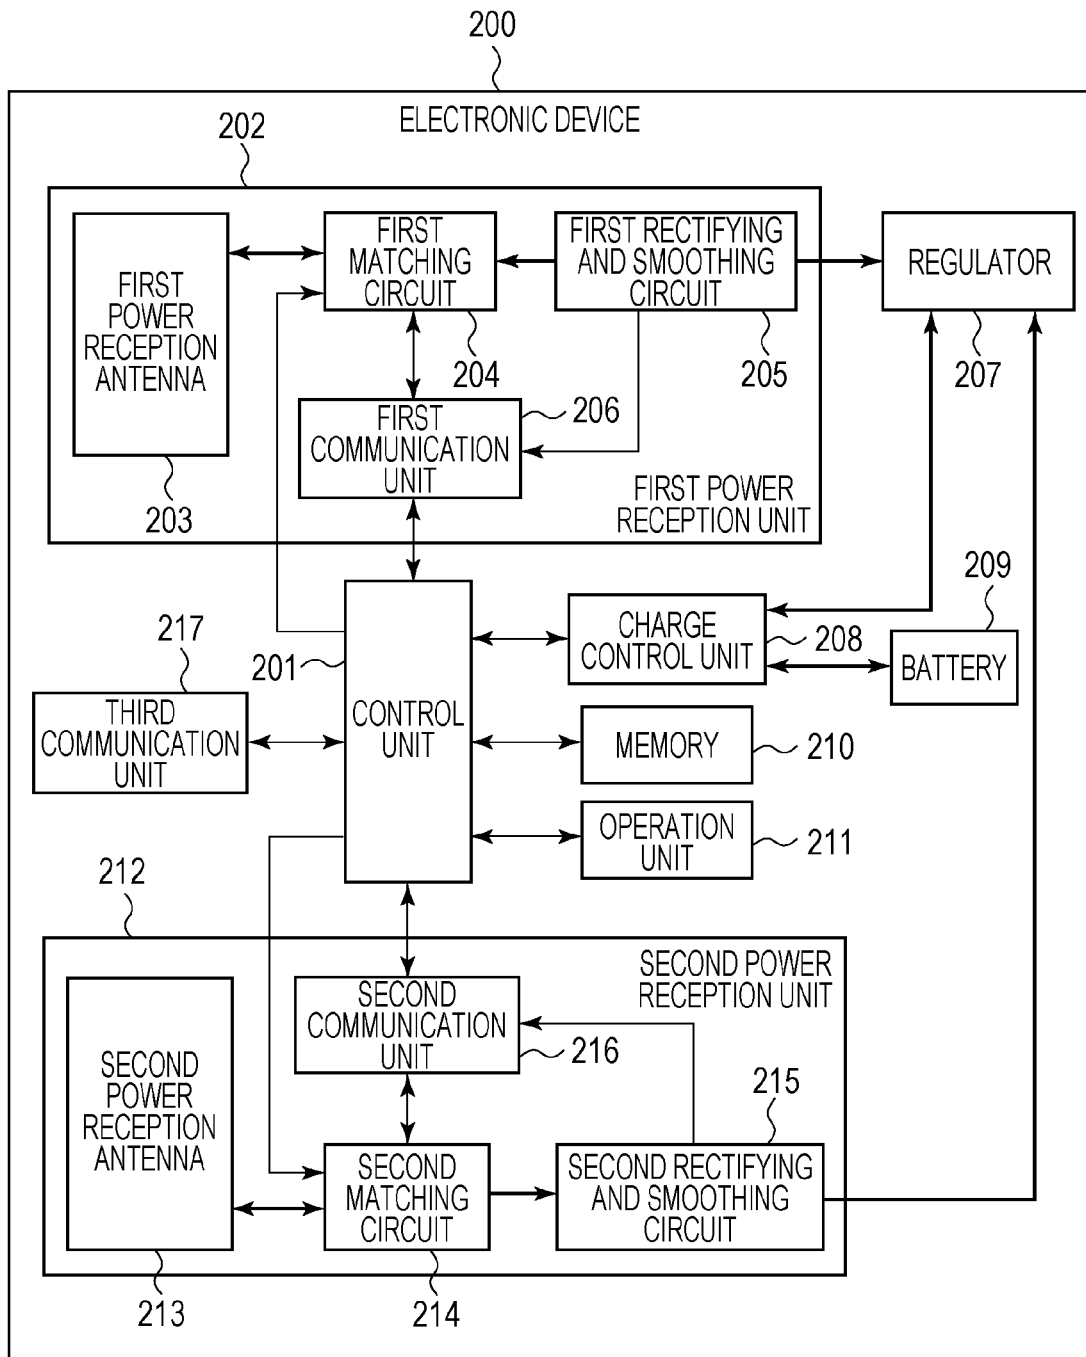 200
ELECTRONIC DEVICE
202
FIRST
POWER
RECEPTION
ANTENNA
203
FIRST
MATCHING
CIRCUIT
204
FIRST RECTIFYING
AND SMOOTHING
CIRCUIT
205
REGULATOR
207
FIRST
COMMUNICATION
UNIT
206
FIRST POWER
RECEPTION UNIT
209
BATTERY
CHARGE
CONTROL UNIT
208
217
THIRD
COMMUNICATION
UNIT
201
CONTROL
UNIT
MEMORY
210
OPERATION
UNIT
211
212
SECOND POWER
RECEPTION UNIT
SECOND
COMMUNICATION
UNIT
216
SECOND
POWER
RECEPTION
ANTENNA
213
SECOND
MATCHING
CIRCUIT
214
215
SECOND RECTIFYING
AND SMOOTHING
CIRCUIT